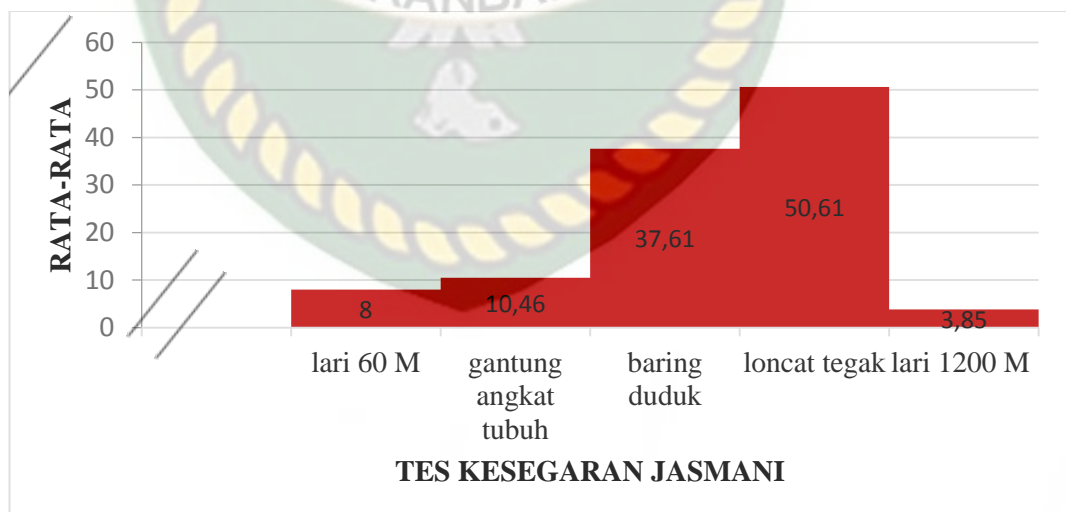 60
50
40
30
20
10
0
RATA-RATA
8
10,46
37,61
50,61
3,85
lari 60 M
gantung angkat tubuh
baring duduk
loncat tegak
lari 1200 M
TES KESEGARAN JASMANI